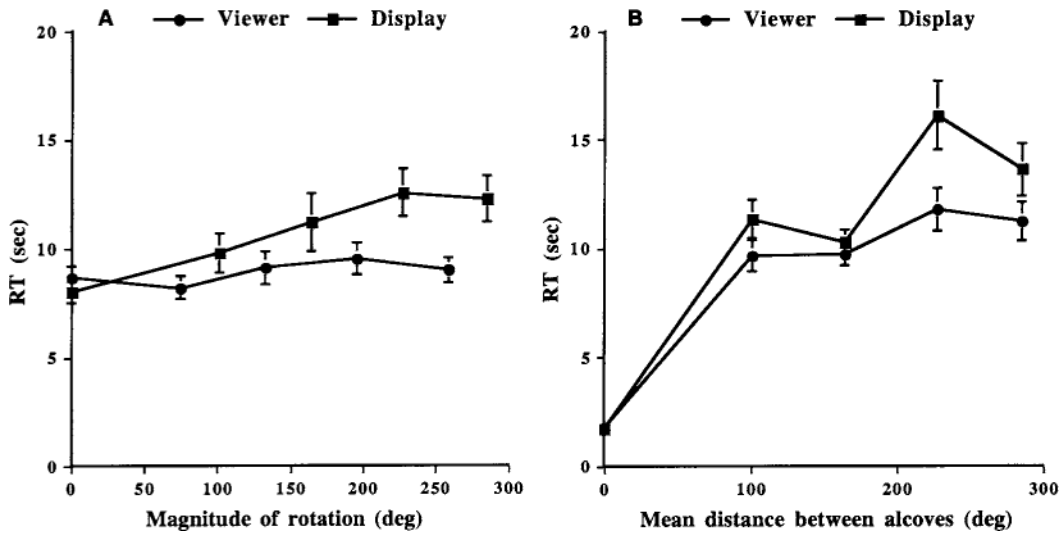 A Viewer Display
20
15
10
5
0
RT (sec)
0 50 100 150 200 250 300
Magnitude of rotation (deg)
B Viewer Display
20
15
10
5
0
RT (sec)
0 100 200 300
Mean distance between alcoves (deg)